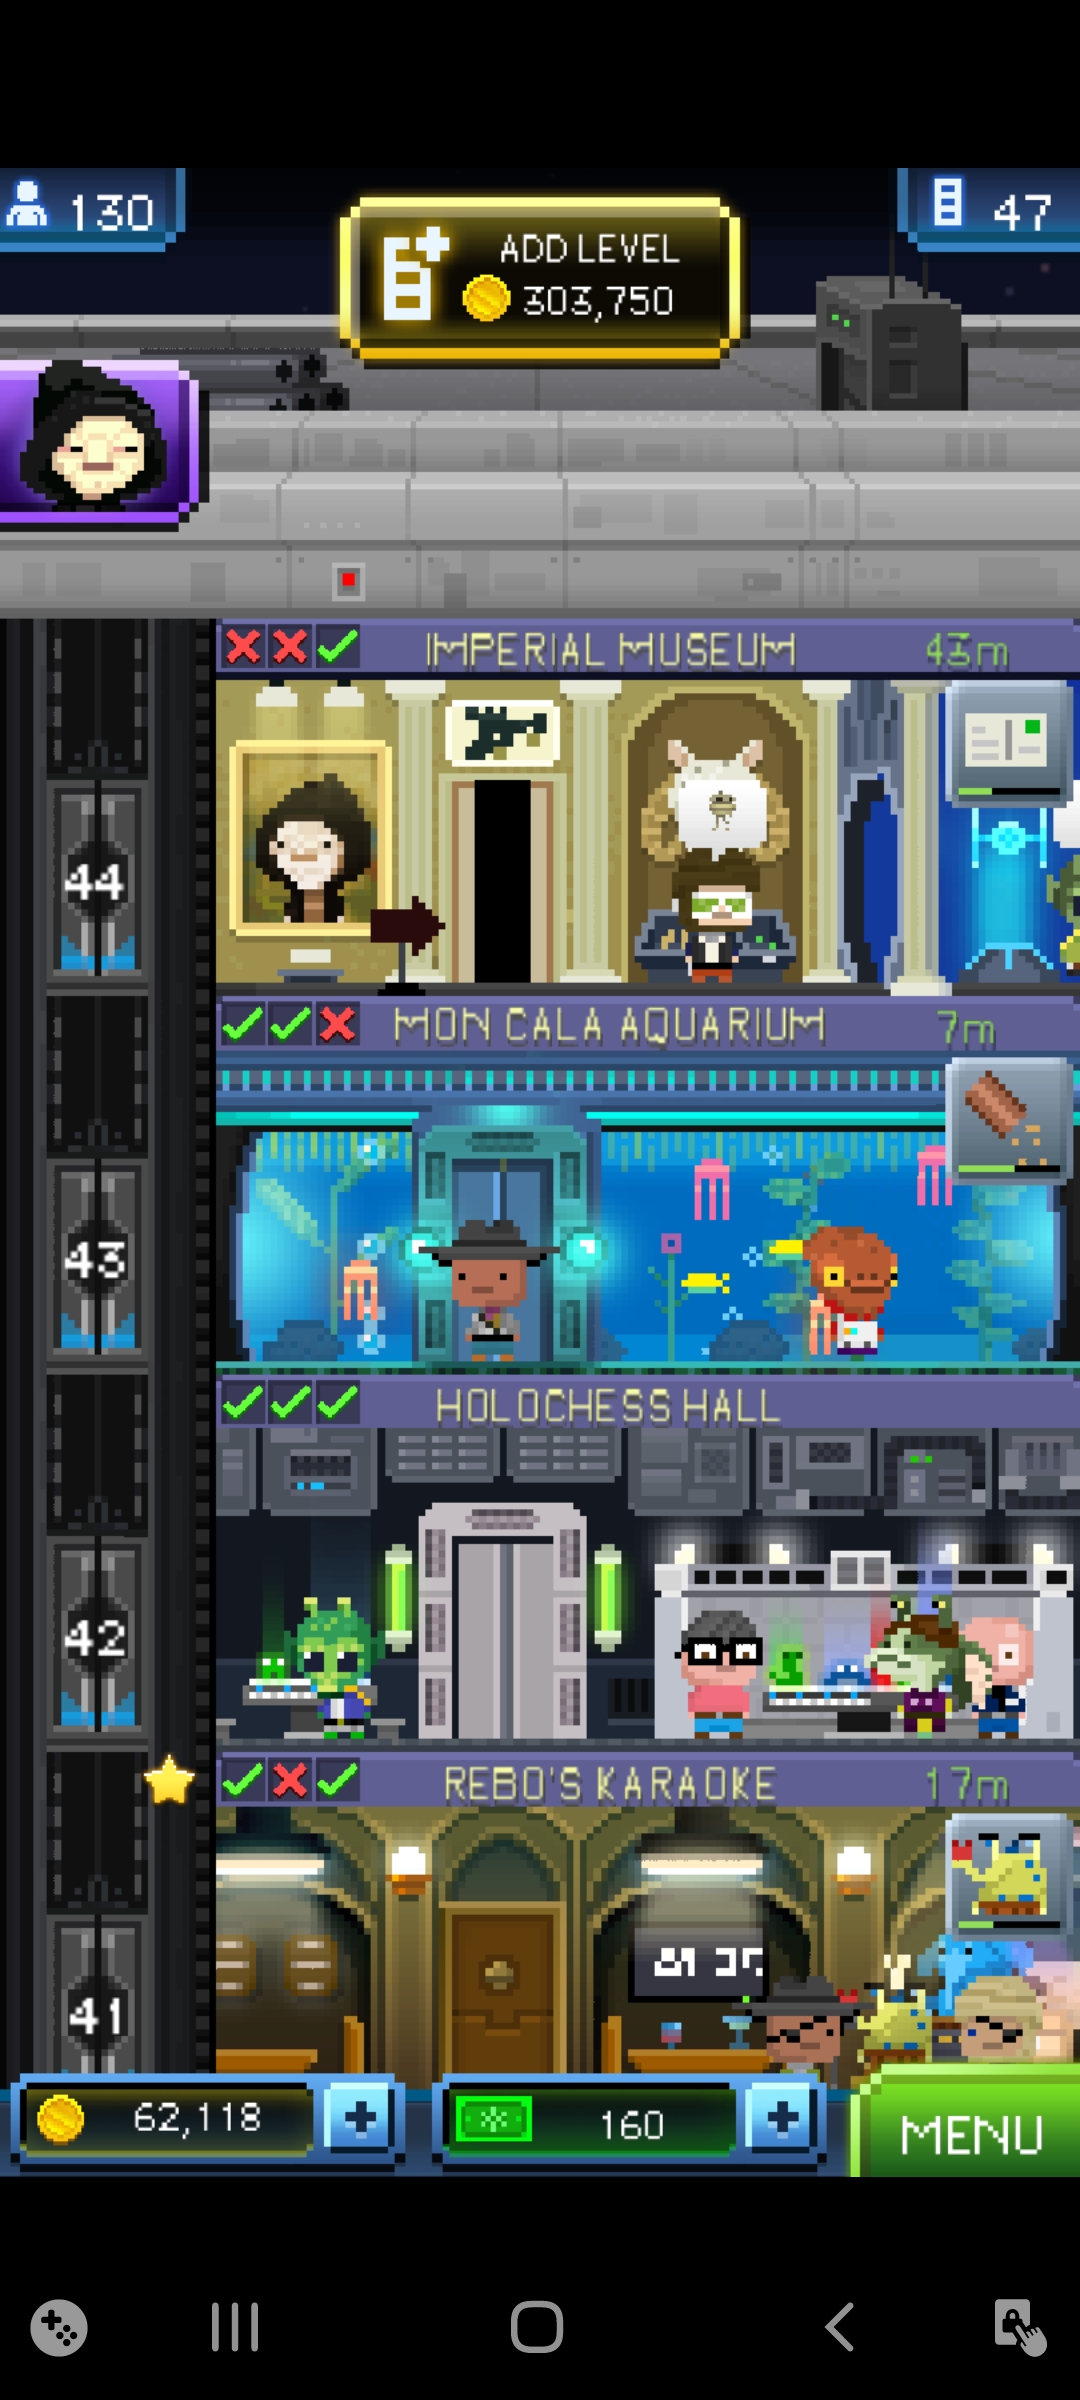 130
ADD LEVEL
303,750
47
IMPERIAL MUSEUM 43m
44
MON CALA AQUARIUM 7m
43
HOLOCHESS HALL
42
REBO'S KARAOKE 17m
41
62,118
160
MENU